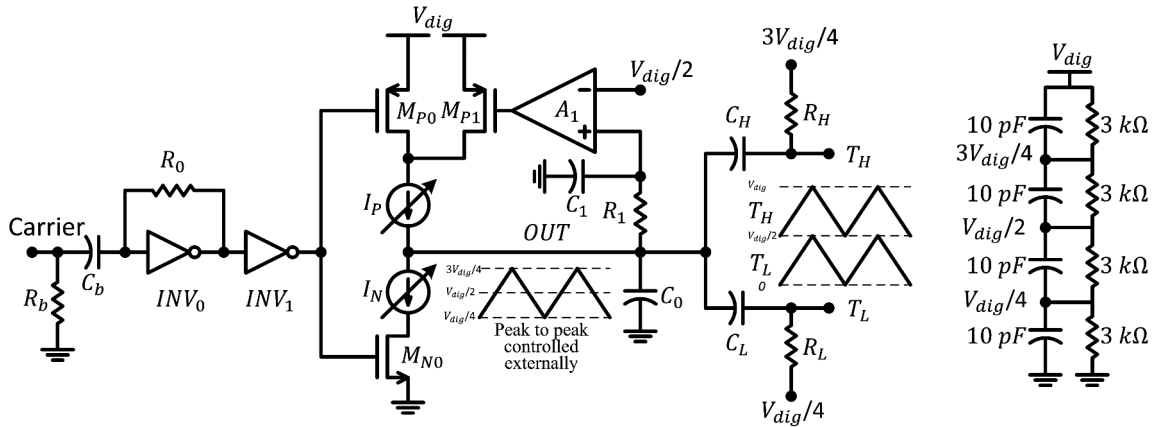 V_dig
M_P0
M_P1
A_1
V_dig/2
3V_dig/4
R_H
C_H
T_H
R_0
Carrier
C_b
R_b
INV_0
INV_1
I_P
I_N
M_N0
C_1
R_1
OUT
3V_dig/4
V_dig/2
V_dig/4
Peak to peak
controlled
externally
C_0
V_dig
T_H
V_dig/2
T_L
0
C_L
T_L
R_L
V_dig/4
V_dig
10 pF
3 kΩ
3V_dig/4
10 pF
3 kΩ
V_dig/2
10 pF
3 kΩ
V_dig/4
10 pF
3 kΩ